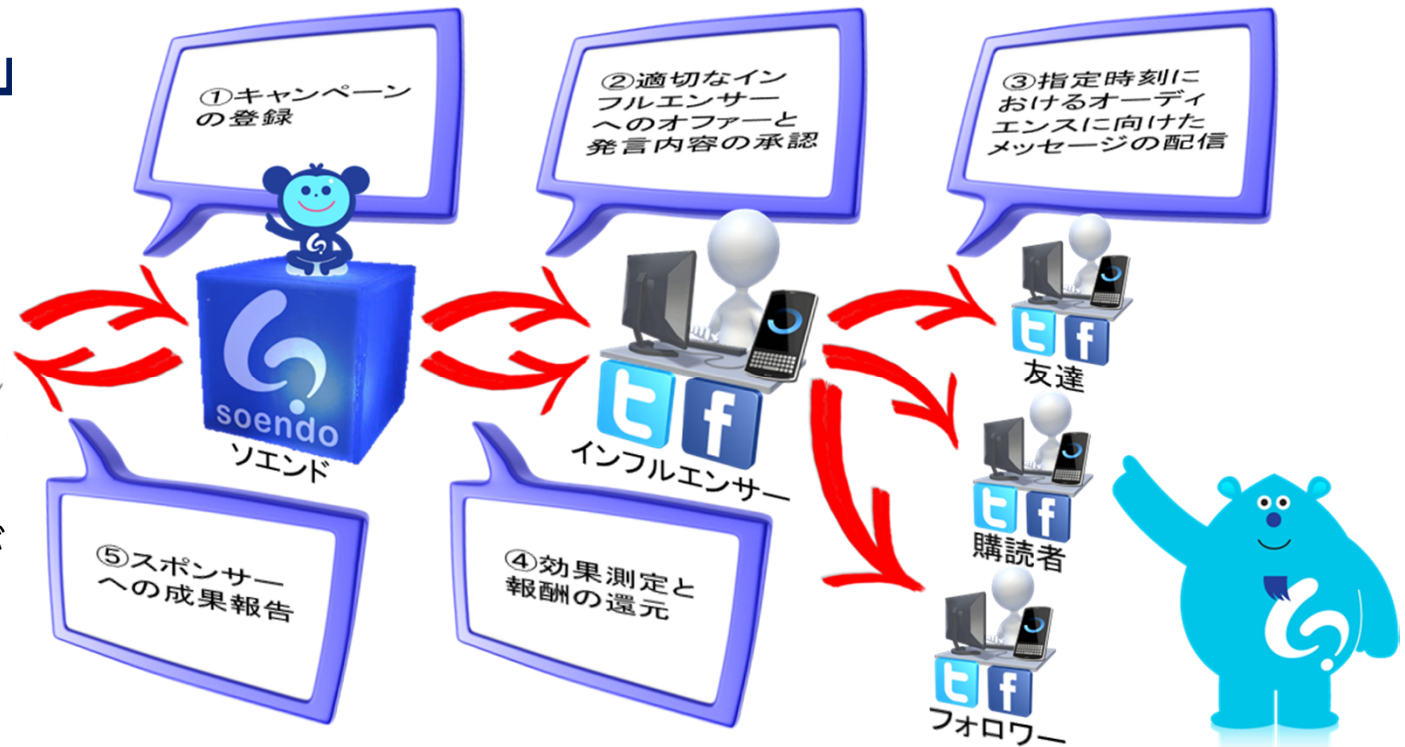 」
①キャンペーン
の登録
②適切なイン
フルエンサー
へのオファーと
発言内容の承認
③指定時刻に
おけるオーディ
エンスに向けた
メッセージの配信
soendo
ソエンド
t f
インフルエンサー
t f
友達
t f
購読者
t f
フォロワー
⑤スポンサー
への成果報告
④効果測定と
報酬の還元